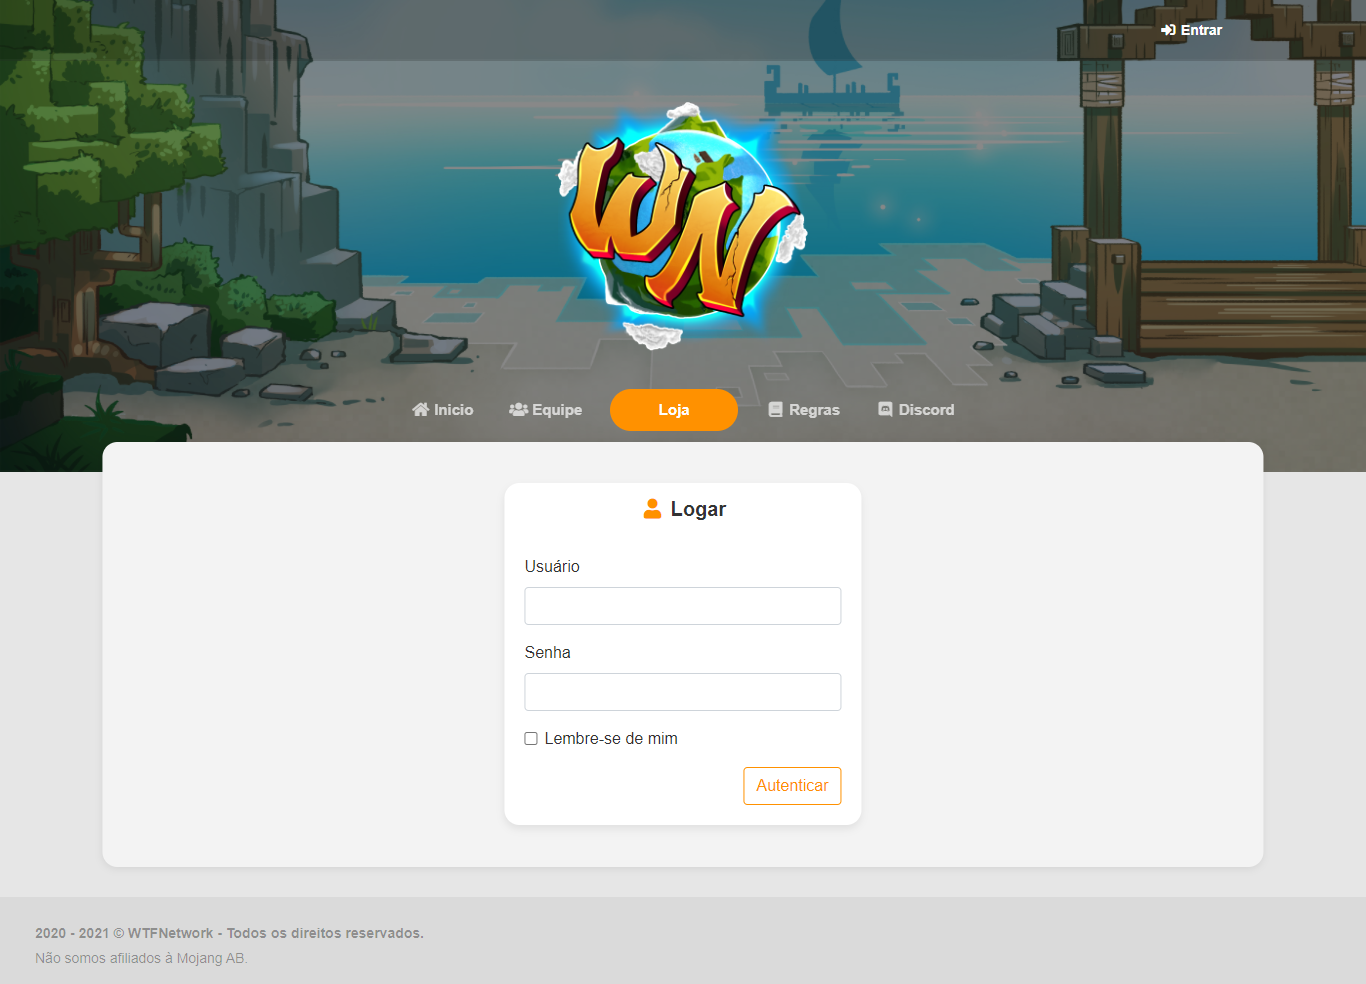 Entrar
WN
Inicio Equipe Loja Regras Discord
Logar
Usuário
Senha
Lembre-se de mim
Autenticar
2020 - 2021 © WTFNetwork - Todos os direitos reservados.
Não somos afiliados à Mojang AB.